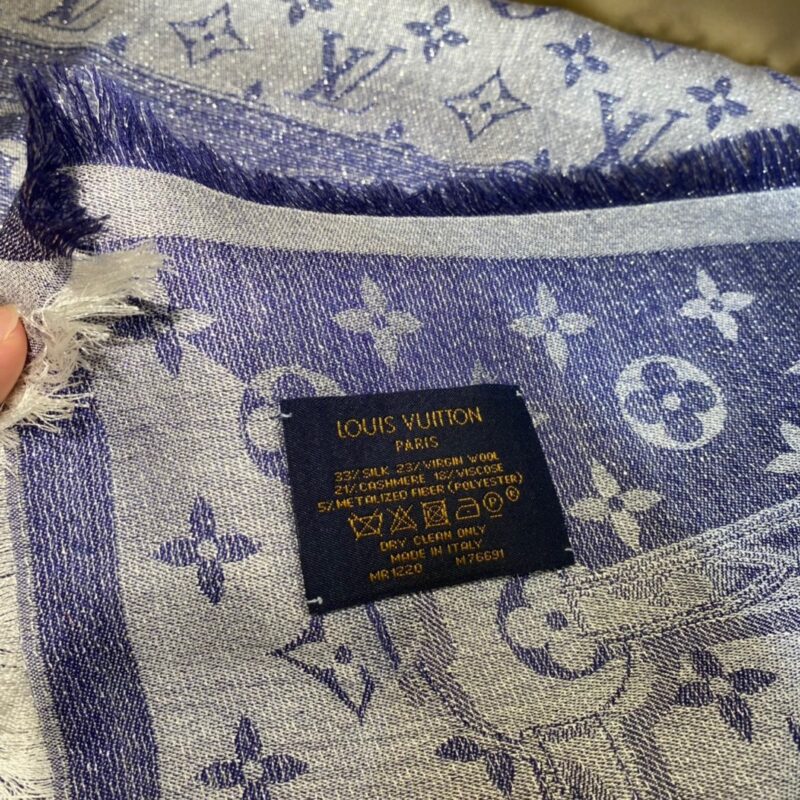 LOUIS VUITTON
PARIS
33% SILK 23% VIRGIN WOOL
21% CASHMERE 18% VISCOSE
5% METALIZED FIBER (POLYESTER)
P
DRY CLEAN ONLY
MADE IN ITALY
MR1220 M76691